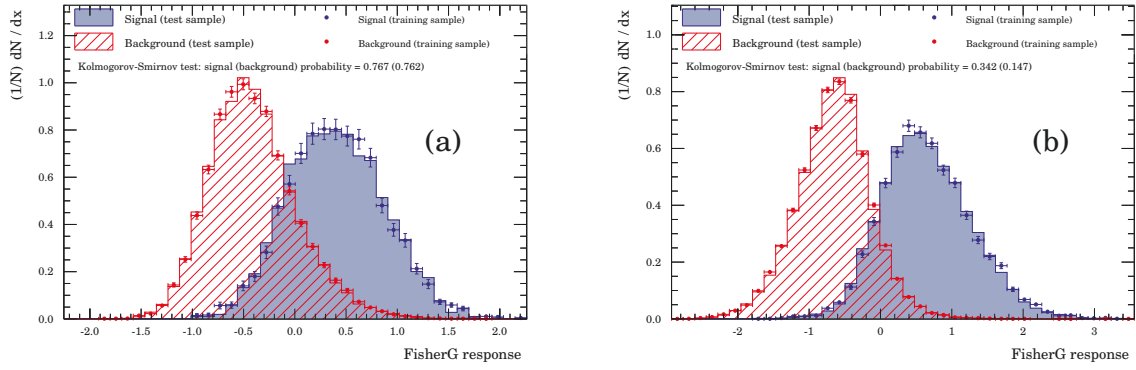 Signal (test sample)
Background (test sample)
Signal (training sample)
Background (training sample)
Kolmogorov-Smirnov test: signal (background) probability = 0.767 (0.762)
(1/N) dN / dx
1.2
1.0
0.8
0.6
0.4
0.2
0.0
(a)
-2.0
-1.5
-1.0
-0.5
0.0
0.5
1.0
1.5
2.0
FisherG response
Signal (test sample)
Background (test sample)
Signal (training sample)
Background (training sample)
Kolmogorov-Smirnov test: signal (background) probability = 0.342 (0.147)
(1/N) dN / dx
1.0
0.8
0.6
0.4
0.2
0.0
(b)
-2
-1
0
1
2
3
FisherG response